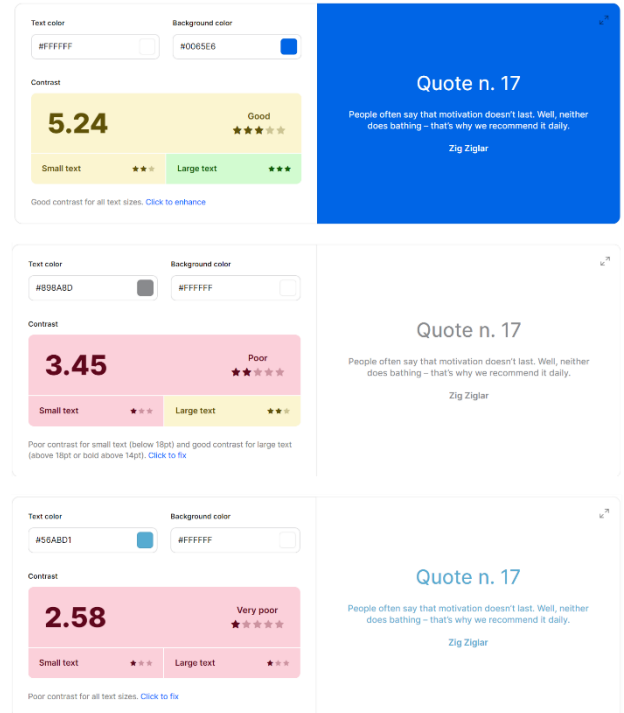 Text color
Background color
#FFFFFF
#0065E6
Contrast
5.24
Good
Small text
Large text
Good contrast for all text sizes. Click to enhance
Quote n. 17
People often say that motivation doesn't last. Well, neither
does bathing – that's why we recommend it daily.
Zig Ziglar
Text color
Background color
#898A8D
#FFFFFF
Contrast
3.45
Poor
Small text
Large text
Poor contrast for small text (below 18pt) and good contrast for large text
(above 18pt or bold above 14pt). Click to fix
Quote n. 17
People often say that motivation doesn't last. Well, neither
does bathing – that's why we recommend it daily.
Zig Ziglar
Text color
Background color
#56ABD1
#FFFFFF
Contrast
2.58
Very poor
Small text
Large text
Poor contrast for all text sizes. Click to fix
Quote n. 17
People often say that motivation doesn't last. Well, neither
does bathing – that's why we recommend it daily.
Zig Ziglar